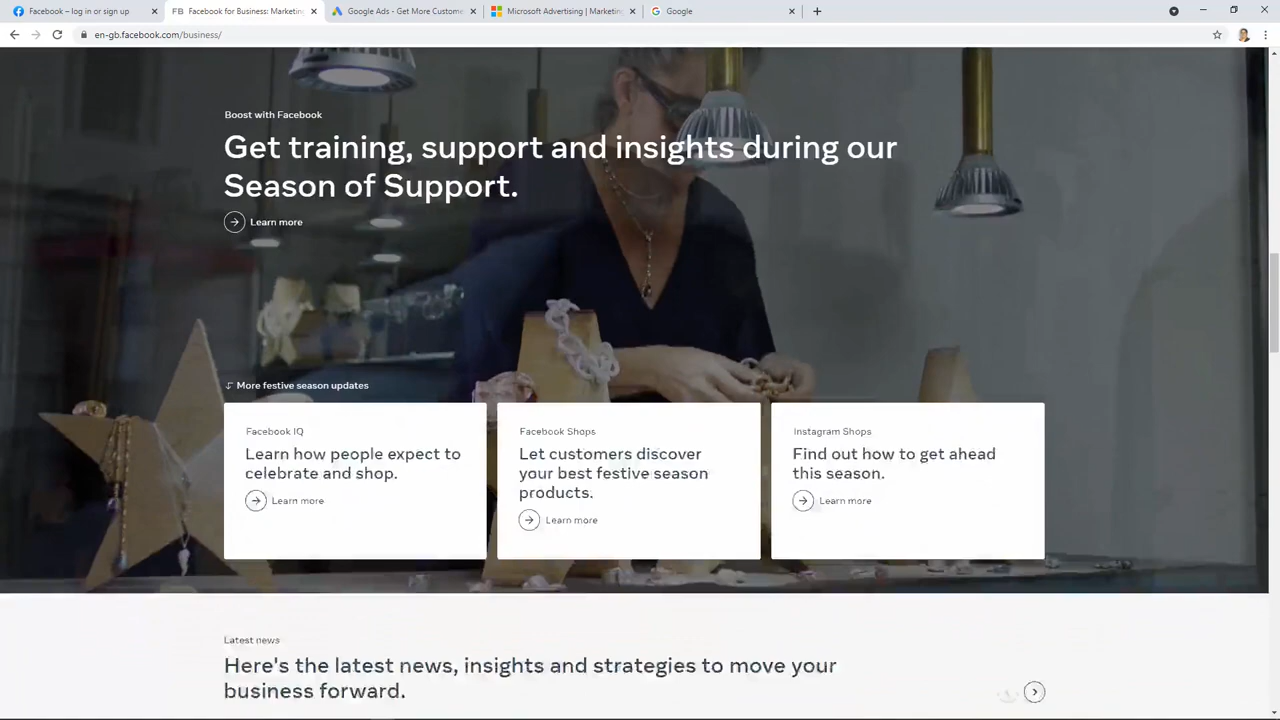 Facebook – log in or sign up
FB Facebook for Business: Marketing
Google Ads - Get More Custome
Microsoft Advertising | Marketing
Google
en-gb.facebook.com/business/
Boost with Facebook
Get training, support and insights during our
Season of Support.
Learn more
More festive season updates
Facebook IQ
Learn how people expect to
celebrate and shop.
Learn more
Facebook Shops
Let customers discover
your best festive season
products.
Learn more
Instagram Shops
Find out how to get ahead
this season.
Learn more
Latest news
Here's the latest news, insights and strategies to move your
business forward.